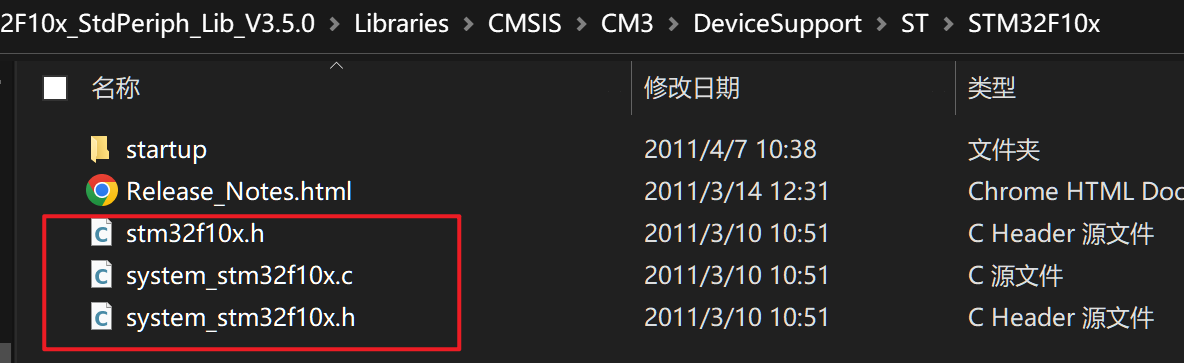 2F10x_StdPeriph_Lib_V3.5.0 > Libraries > CMSIS > CM3 > DeviceSupport > ST > STM32F10x
名称 修改日期 类型
startup 2011/4/7 10:38 文件夹
Release_Notes.html 2011/3/14 12:31 Chrome HTML Doc
stm32f10x.h 2011/3/10 10:51 C Header 源文件
system_stm32f10x.c 2011/3/10 10:51 C 源文件
system_stm32f10x.h 2011/3/10 10:51 C Header 源文件